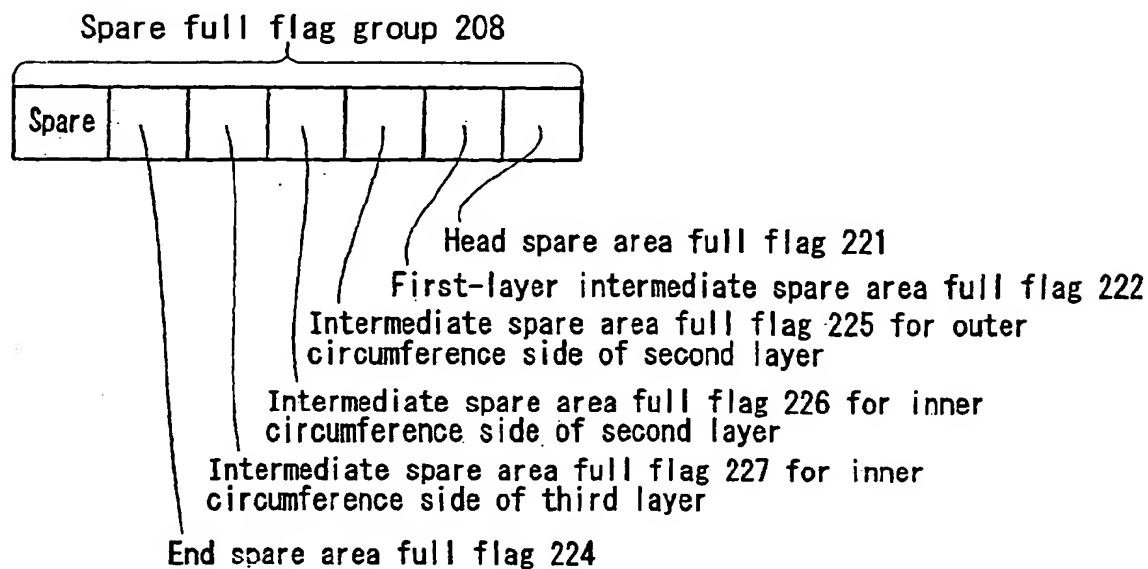 Spare full flag group 208
Spare
Head spare area full flag 221
First-layer intermediate spare area full flag 222
Intermediate spare area full flag 225 for outer
circumference side of second layer
Intermediate spare area full flag 226 for inner
circumference side of second layer
Intermediate spare area full flag 227 for inner
circumference side of third layer
End spare area full flag 224